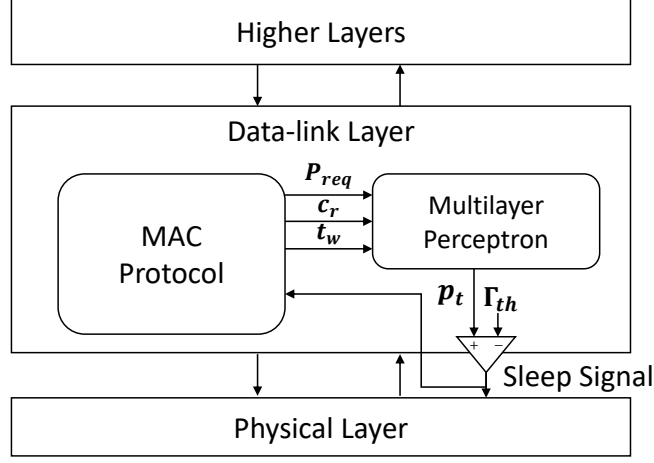 Higher Layers
Data-link Layer
MAC
Protocol
P_req
c_r
t_w
Multilayer
Perceptron
p_t
Γ_th
+ −
Sleep Signal
Physical Layer